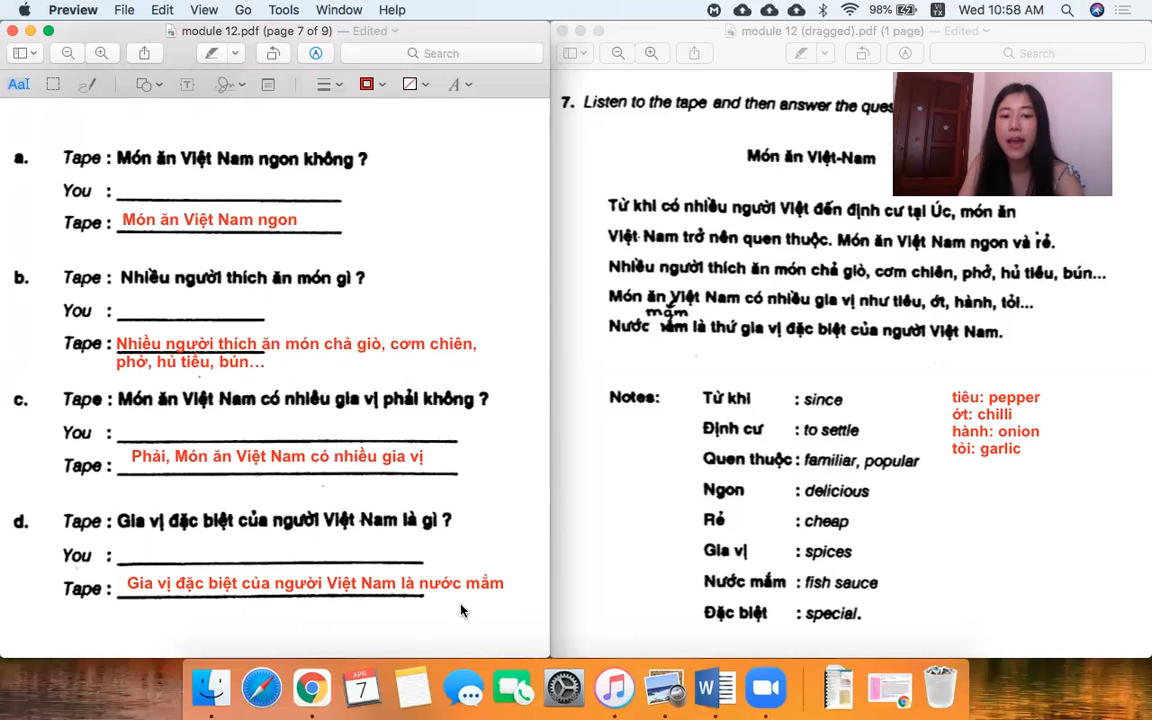 Preview File Edit View Go Tools Window Help 98% Wed 10:58 AM
module 12.pdf (page 7 of 9) — Edited
Search
a. Tape : Món ăn Việt Nam ngon không ?
You :
Tape : Món ăn Việt Nam ngon
b. Tape : Nhiều người thích ăn món gì ?
You :
Tape : Nhiều người thích ăn món chả giò, cơm chiên,
phở, hủ tiêu, bún...
c. Tape : Món ăn Việt Nam có nhiều gia vị phải không ?
You :
Tape : Phải, Món ăn Việt Nam có nhiều gia vị
d. Tape : Gia vị đặc biệt của người Việt Nam là gì ?
You :
Tape : Gia vị đặc biệt của người Việt Nam là nước mắm
module 12 (dragged).pdf (1 page) — Edited
Search
7. Listen to the tape and then answer the ques
Món ăn Việt-Nam
Từ khi có nhiều người Việt đến định cư tại Úc, món ăn
Việt Nam trở nên quen thuộc. Món ăn Việt Nam ngon và rẻ.
Nhiều người thích ăn món chả giò, cơm chiên, phở, hủ tiếu, bún...
Món ăn Việt Nam có nhiều gia vị như tiêu, ớt, hành, tỏi...
mắm
Nước là thứ gia vị đặc biệt của người Việt Nam.
Notes: Từ khi : since
Định cư : to settle
Quen thuộc : familiar, popular
Ngon : delicious
Rẻ : cheap
Gia vị : spices
Nước mắm : fish sauce
Đặc biệt : special.
tiêu: pepper
ớt: chilli
hành: onion
tỏi: garlic
APR
7